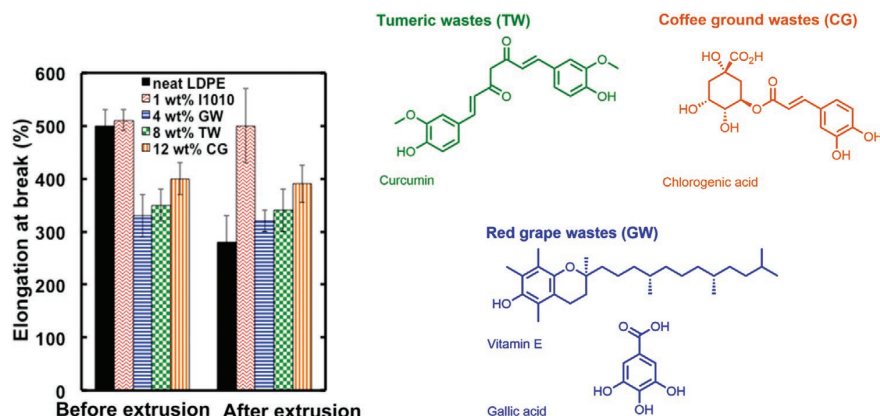 Tumeric wastes (TW)
Coffee ground wastes (CG)
Elongation at break (%)
600
500
400
300
200
100
0
neat LDPE
1 wt% I1010
4 wt% GW
8 wt% TW
12 wt% CG
Before extrusion
After extrusion
O
O
O
OH
O
HO
Curcumin
HO
CO₂H
HO
OH
O
O
OH
OH
Chlorogenic acid
Red grape wastes (GW)
O
HO
Vitamin E
O
OH
HO
OH
OH
Gallic acid